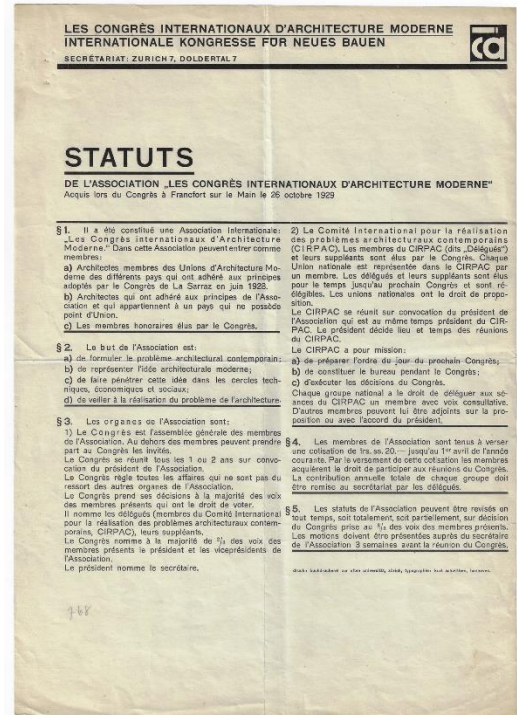 LES CONGRÈS INTERNATIONAUX D'ARCHITECTURE MODERNE
INTERNATIONALE KONGRESSE FÜR NEUES BAUEN
SECRÉTARIAT: ZURICH 7, DOLDERTAL 7
STATUTS
DE L'ASSOCIATION „LES CONGRÈS INTERNATIONAUX D'ARCHITECTURE MODERNE"
Acquis lors du Congrès à Francfort sur le Main le 26 octobre 1929
§ 1. Il a été constitué une Association Internationale:
„Les Congrès internationaux d'Architecture
Moderne." Dans cette Association peuvent entrer comme
membres:
a) Architectes membres des Unions d'Architecture Mo-
derne des différents pays qui ont adhéré aux principes
adoptés par le Congrès de La Sarraz en juin 1928.
b) Architectes qui ont adhéré aux principes de l'Asso-
ciation et qui appartiennent à un pays qui ne possède
point d'Union.
c) Les membres honoraires élus par le Congrès.
§ 2. Le but de l'Association est:
a) de formuler le problème architectural contemporain;
b) de représenter l'idée architecturale moderne;
c) de faire pénétrer cette idée dans les cercles tech-
niques, économiques et sociaux;
d) de veiller à la réalisation du problème de l'architecture.
§ 3. Les organes de l'Association sont:
1) Le Congrès est l'assemblée générale des membres
de l'Association. Au dehors des membres peuvent prendre
part au Congrès les invités.
Le Congrès se réunit tous les 1 ou 2 ans sur convo-
cation du président de l'Association.
Le Congrès règle toutes les affaires qui ne sont pas du
ressort des autres organes de l'Association.
Le Congrès prend ses décisions à la majorité des voix
des membres présents qui ont le droit de voter.
Il nomme les délégués (membres du Comité International
pour la réalisation des problèmes architecturaux contem-
porains, CIRPAC), leurs suppléants.
Le Congrès nomme à la majorité de ²/₃ des voix des
membres présents le président et les viceprésidents de
l'Association.
Le président nomme le secrétaire.
2) Le Comité International pour la réalisation
des problèmes architecturaux contemporains
(CIRPAC). Les membres du CIRPAC (dits „Délégués")
et leurs suppléants sont élus par le Congrès. Chaque
Union nationale est représentée dans le CIRPAC par
un membre. Les délégués et leurs suppléants sont élus
pour le temps jusqu'au prochain Congrès et sont ré-
éligibles. Les unions nationales ont le droit de propo-
sition.
Le CIRPAC se réunit sur convocation du président de
l'Association qui est au même temps président du CIR-
PAC. Le président décide lieu et temps des réunions
du CIRPAC.
Le CIRPAC a pour mission:
a) de préparer l'ordre du jour du prochain Congrès;
b) de constituer le bureau pendant le Congrès;
c) d'exécuter les décisions du Congrès.
Chaque groupe national a le droit de déléguer aux sé-
ances du CIRPAC un membre avec voix consultative.
D'autres membres peuvent lui être adjoints sur la pro-
position ou avec l'accord du président.
§ 4. Les membres de l'Association sont tenus à verser
une cotisation de frs. ss. 20.— jusqu'au 1er avril de l'année
courante. Par le versement de cette cotisation les membres
acquièrent le droit de participer aux réunions du Congrès.
La contribution annuelle totale de chaque groupe doit
être remise au secrétariat par les délégués.
§ 5. Les statuts de l'Association peuvent être revisés en
tout temps, soit totalement, soit partiellement, sur décision
du Congrès prise au ²/₃ des voix des membres présents.
Les motions doivent être présentées auprès du secrétaire
de l'Association 3 semaines avant la réunion du Congrès.
768